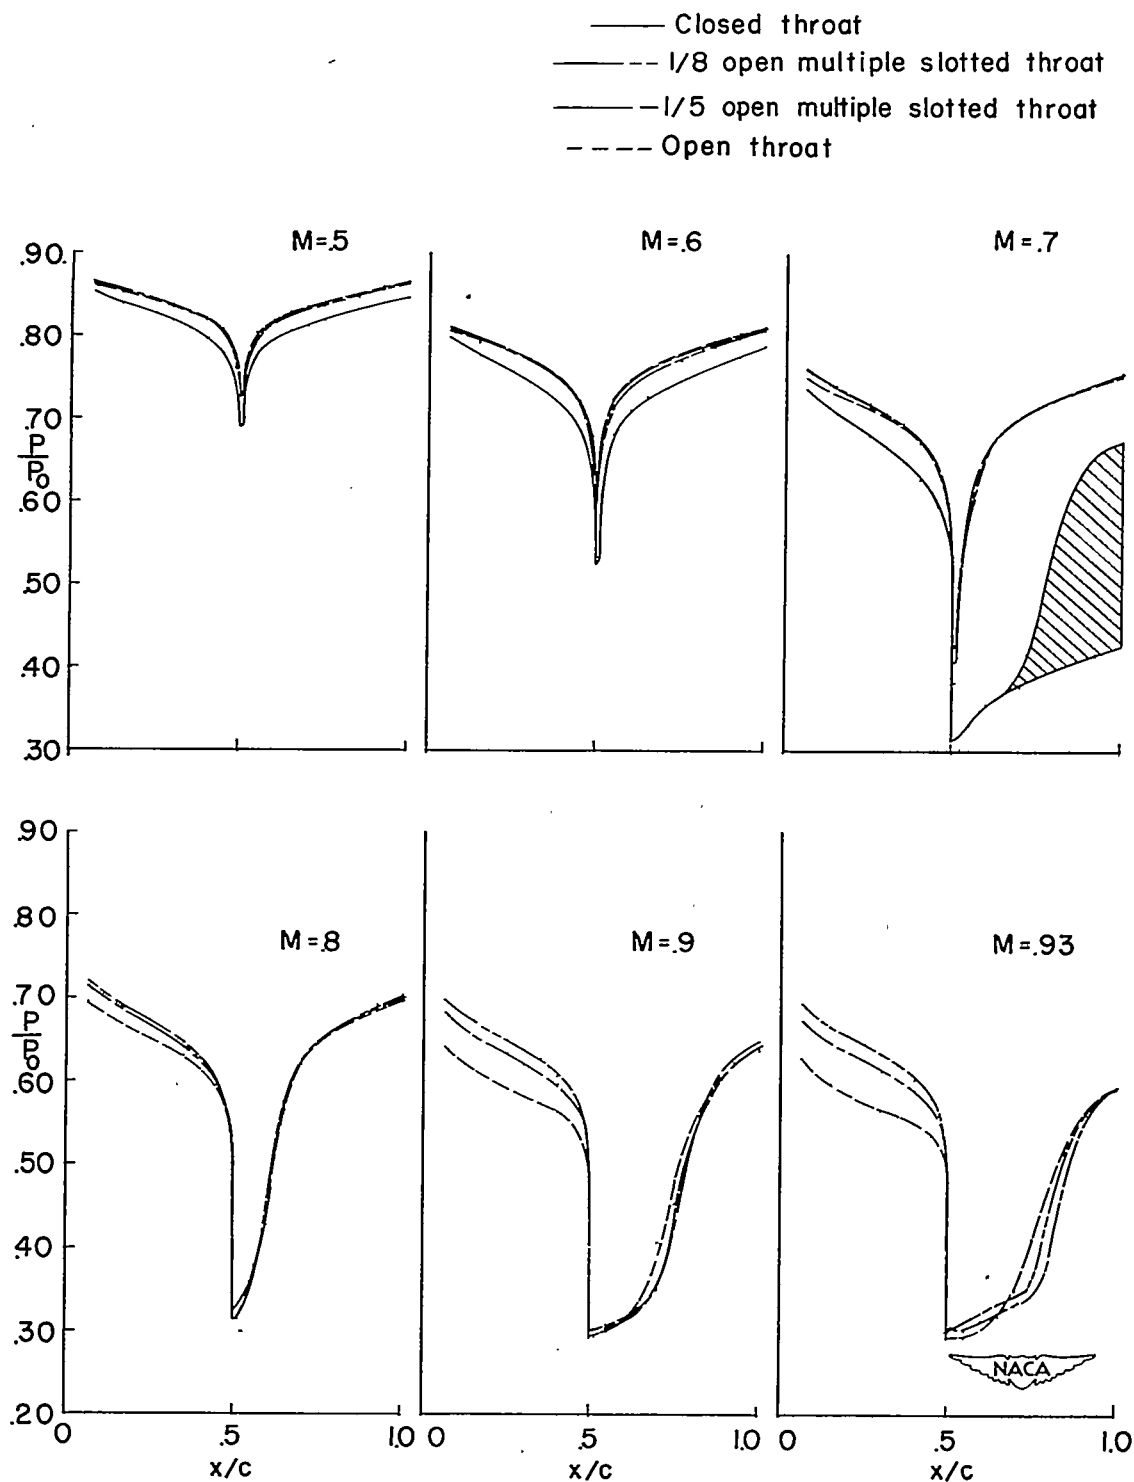 Closed throat
1/8 open multiple slotted throat
1/5 open multiple slotted throat
Open throat
M=.5
M=.6
M=.7
.90
.80
.70
P
Po
.60
.50
.40
.30
M=.8
M=.9
M=.93
.90
.80
.70
P
Po
.60
.50
.40
.30
.20
NACA
0 .5 1.0 0 .5 1.0 0 .5 1.0
x/c x/c x/c